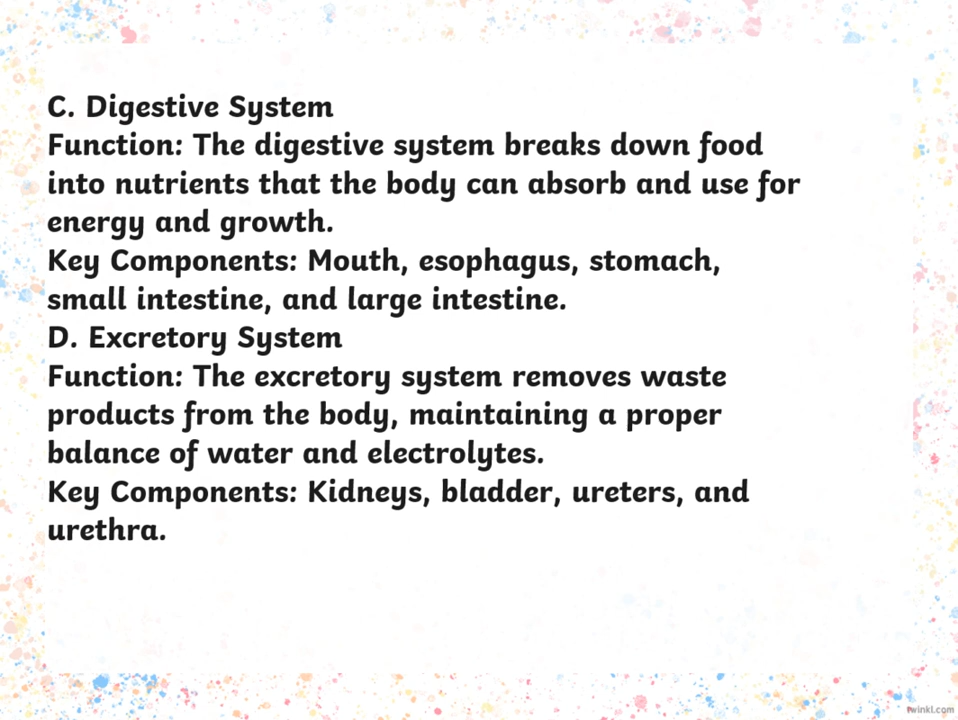 C. Digestive System
Function: The digestive system breaks down food
into nutrients that the body can absorb and use for
energy and growth.
Key Components: Mouth, esophagus, stomach,
small intestine, and large intestine.
D. Excretory System
Function: The excretory system removes waste
products from the body, maintaining a proper
balance of water and electrolytes.
Key Components: Kidneys, bladder, ureters, and
urethra.
twinkl.com